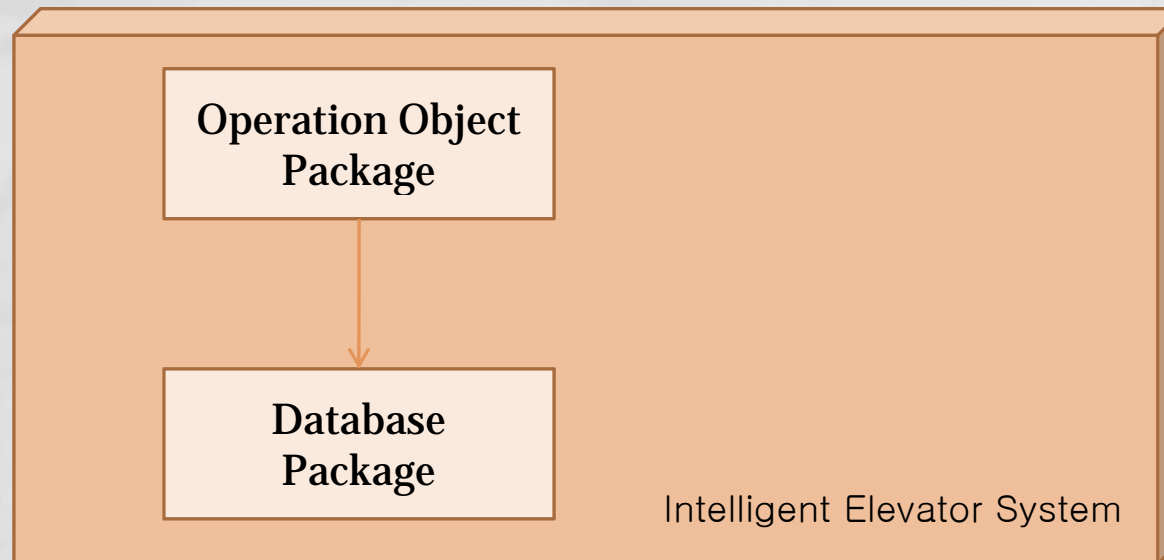 Operation Object
Package
Database
Package
Intelligent Elevator System